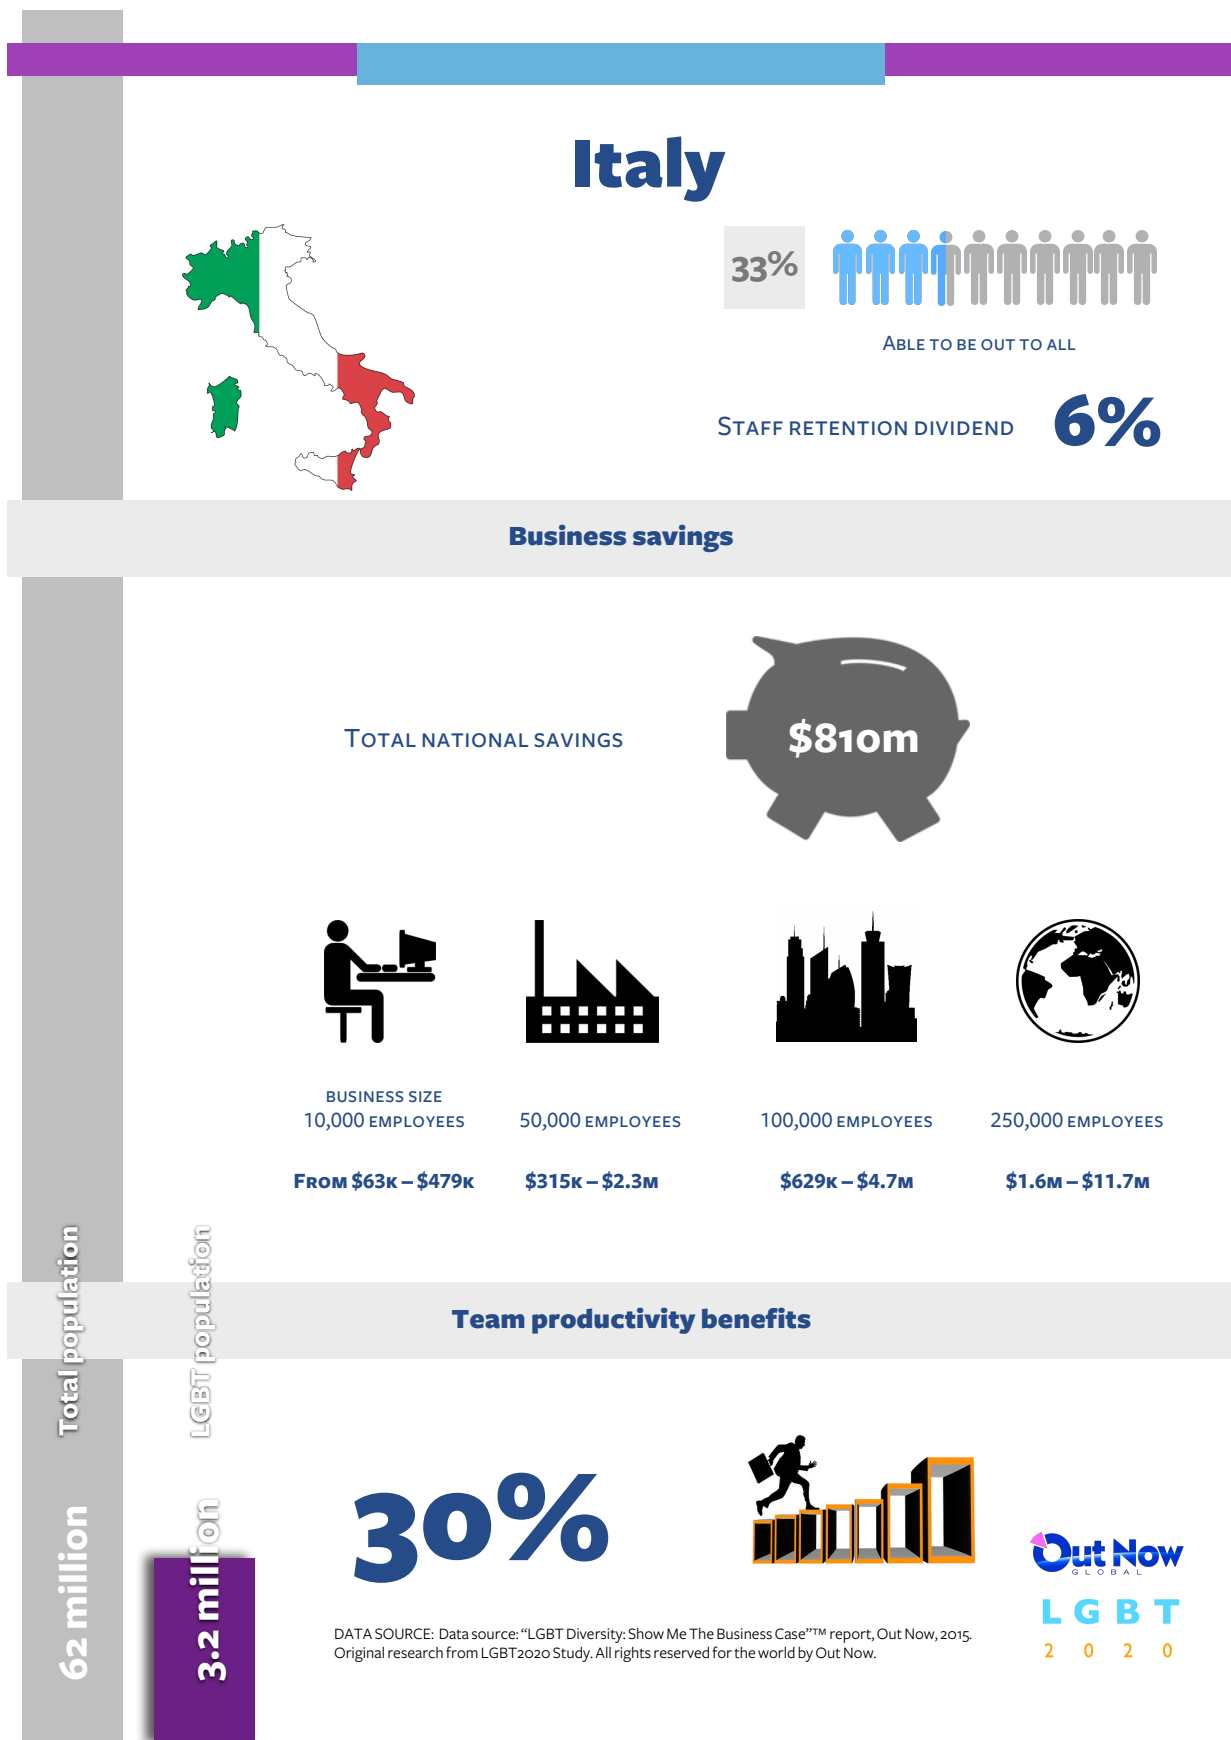 Italy
33%
ABLE TO BE OUT TO ALL
STAFF RETENTION DIVIDEND 6%
Business savings
TOTAL NATIONAL SAVINGS
$810m
BUSINESS SIZE
10,000 EMPLOYEES
50,000 EMPLOYEES
100,000 EMPLOYEES
250,000 EMPLOYEES
FROM $63K – $479K
$315K – $2.3M
$629K – $4.7M
$1.6M – $11.7M
Team productivity benefits
30%
62 million Total population
3.2 million LGBT population
DATA SOURCE: Data source: “LGBT Diversity: Show Me The Business Case”™ report, Out Now, 2015.
Original research from LGBT2020 Study. All rights reserved for the world by Out Now.
Out Now
GLOBAL
LGBT
2020